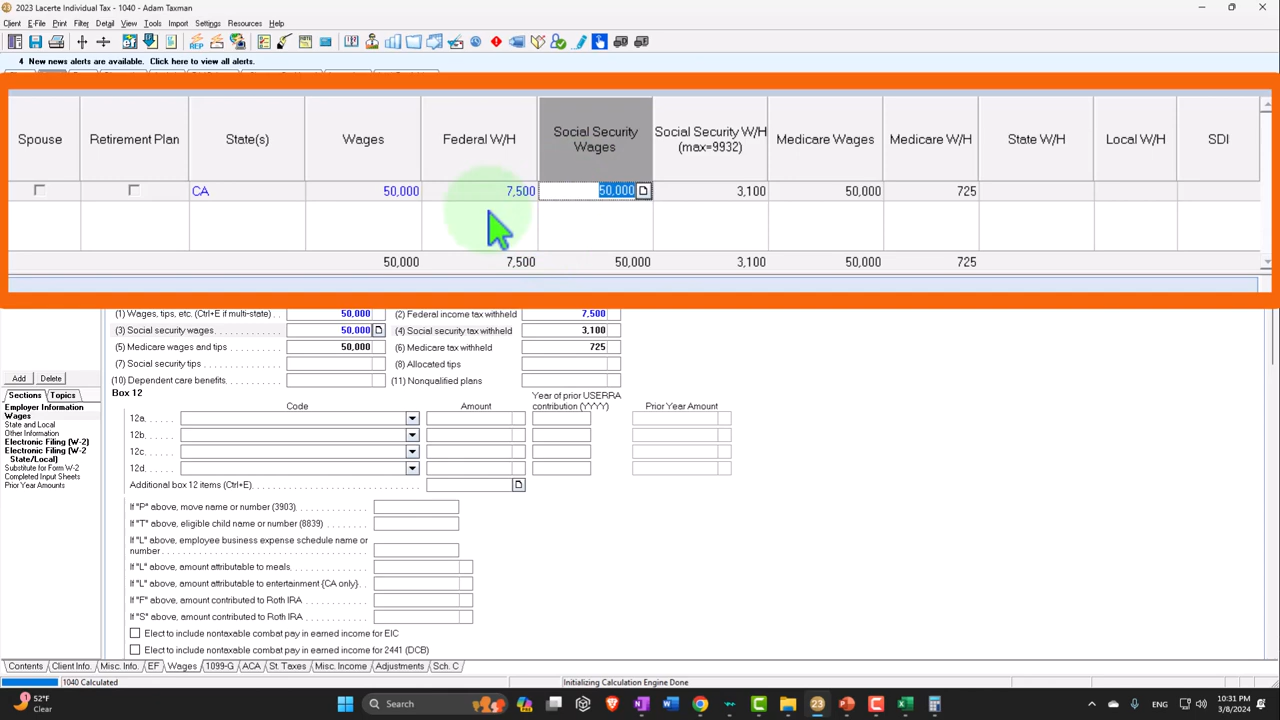 2023 Lacerte Individual Tax - 1040 - Adam Taxman
Client E-File Print Filter Detail View Tools Import Settings Resources Help
4 New news alerts are available. Click here to view all alerts.
Spouse Retirement Plan State(s) Wages Federal W/H Social Security Wages Social Security W/H (max=9932) Medicare Wages Medicare W/H State W/H Local W/H SDI
CA 50,000 7,500 50,000 3,100 50,000 725
50,000 7,500 50,000 3,100 50,000 725
(1) Wages, tips, etc. (Ctrl+E if multi-state) . . 50,000 (2) Federal income tax withheld 7,500
(3) Social security wages. 50,000 (4) Social security tax withheld 3,100
(5) Medicare wages and tips 50,000 (6) Medicare tax withheld 725
(7) Social security tips (8) Allocated tips
(10) Dependent care benefits. (11) Nonqualified plans
Add Delete
Sections Topics
Employer Information
Wages
State and Local
Other Information
Electronic Filing (W-2)
Electronic Filing (W-2 State/Local)
Substitute for Form W-2
Completed Input Sheets
Prior Year Amounts
Box 12
Code Amount Year of prior USERRA contribution (YYYY) Prior Year Amount
12a.
12b.
12c.
12d.
Additional box 12 items (Ctrl+E).
If "P" above, move name or number (3903)
If "T" above, eligible child name or number (8839)
If "L" above, employee business expense schedule name or
number
If "L" above, amount attributable to meals.
If "L" above, amount attributable to entertainment {CA only}
If "F" above, amount contributed to Roth IRA
If "S" above, amount contributed to Roth IRA
Elect to include nontaxable combat pay in earned income for EIC
Elect to include nontaxable combat pay in earned income for 2441 (DCB)
Contents Client Info. Misc. Info. EF Wages 1099-G ACA St. Taxes Misc. Income Adjustments Sch. C
1040 Calculated Initializing Calculation Engine Done
52°F
Clear
Search
10:31 PM
3/8/2024